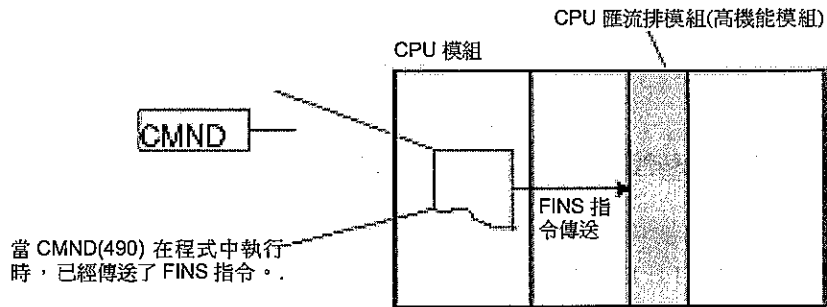 CPU 匯流排模組(高機能模組)
CPU 模組
CMND
FINS 指
令傳送
當 CMND(490) 在程式中執行
時，已經傳送了 FINS 指令。.